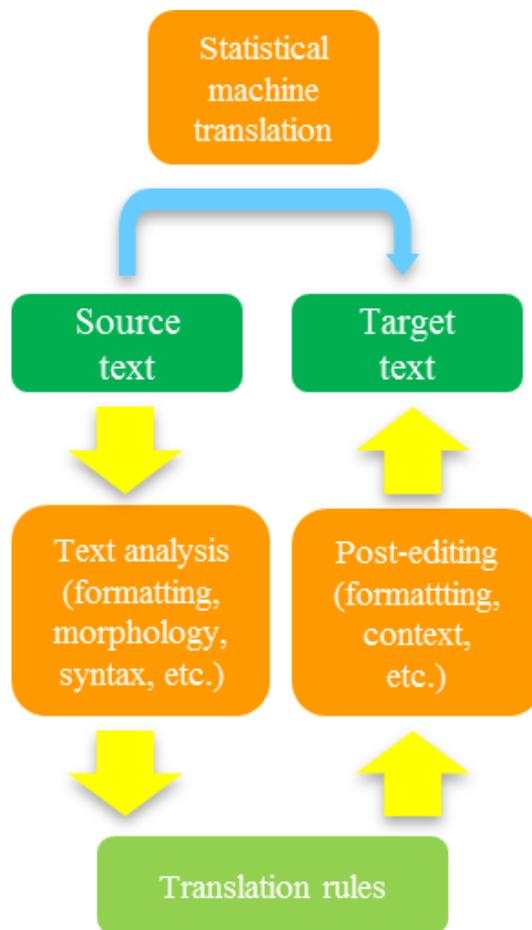 Statistical
machine
translation
Source
text
Target
text
Text analysis
(formatting,
morphology,
syntax, etc.)
Post-editing
(formattting,
context,
etc.)
Translation rules